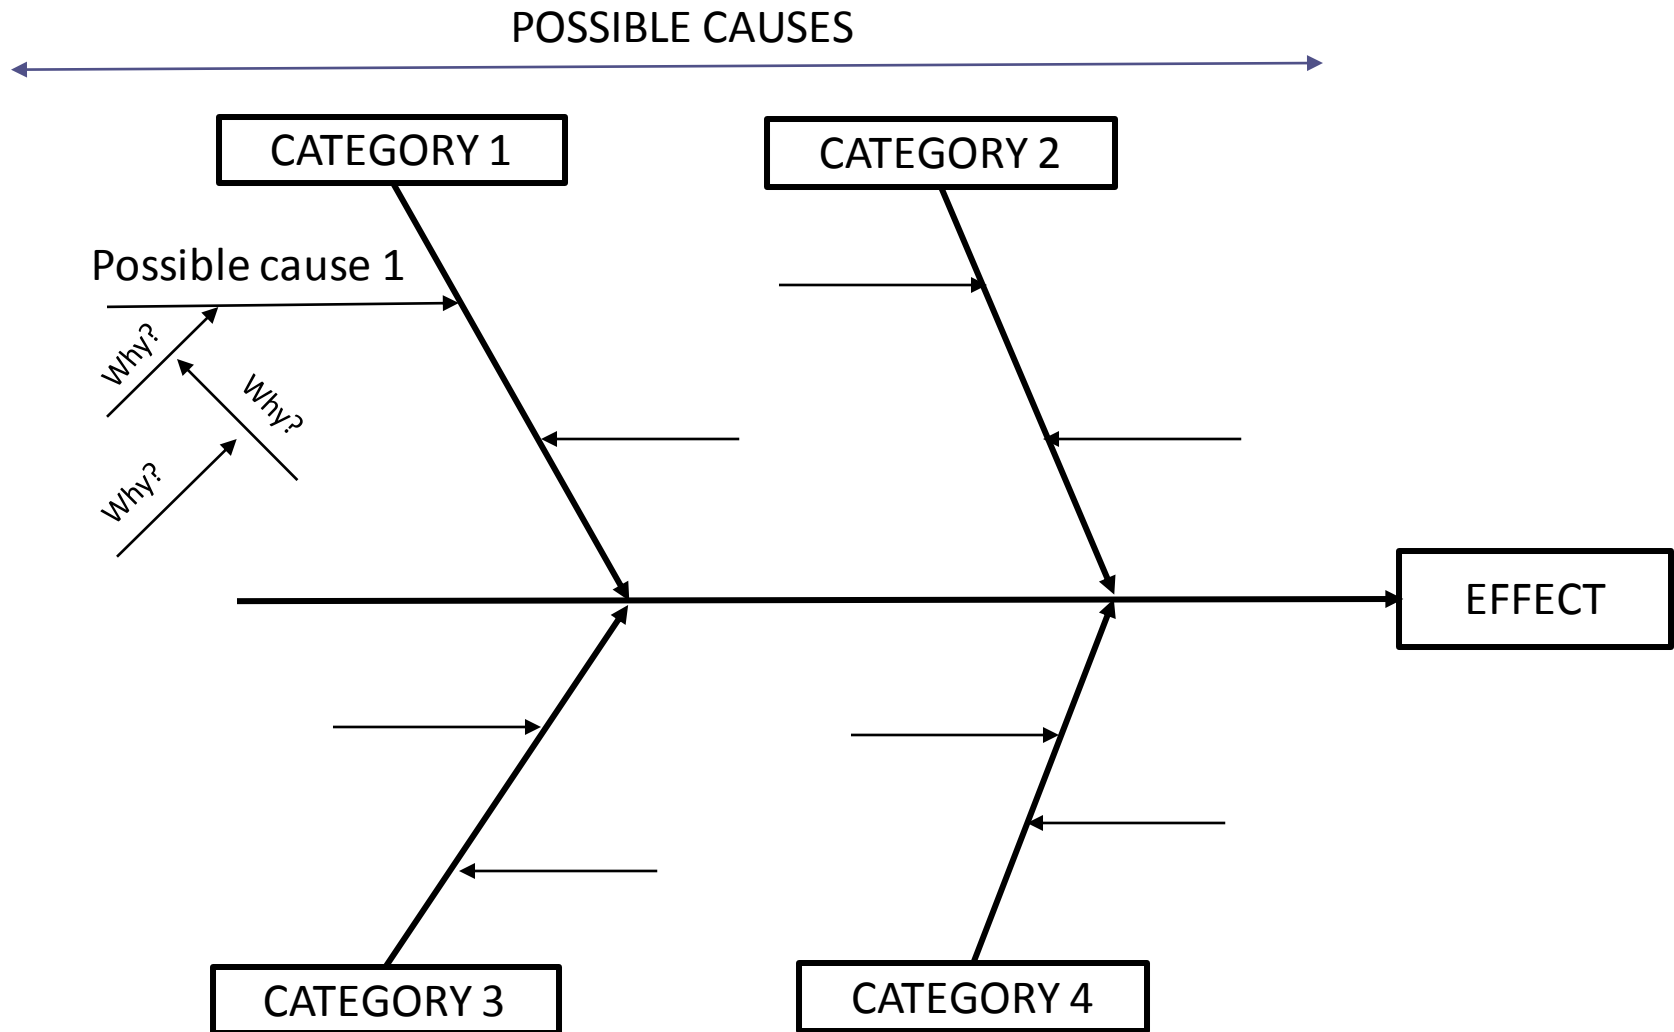 POSSIBLE CAUSES
CATEGORY 1
CATEGORY 2
Possible cause 1
Why?
Why?
Why?
EFFECT
CATEGORY 3
CATEGORY 4